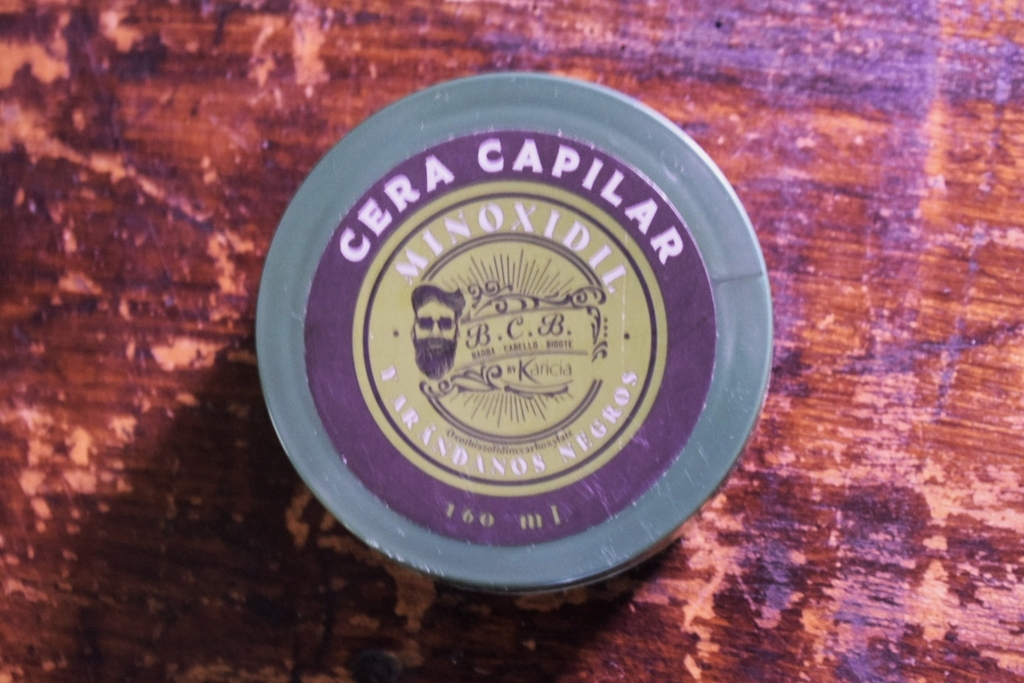 CERA CAPILAR
MINOXIDIL
B.C.B.
BARBA CABELLO BIGOTE
BY Karicia
Y ARÁNDANOS NEGROS
160 ml